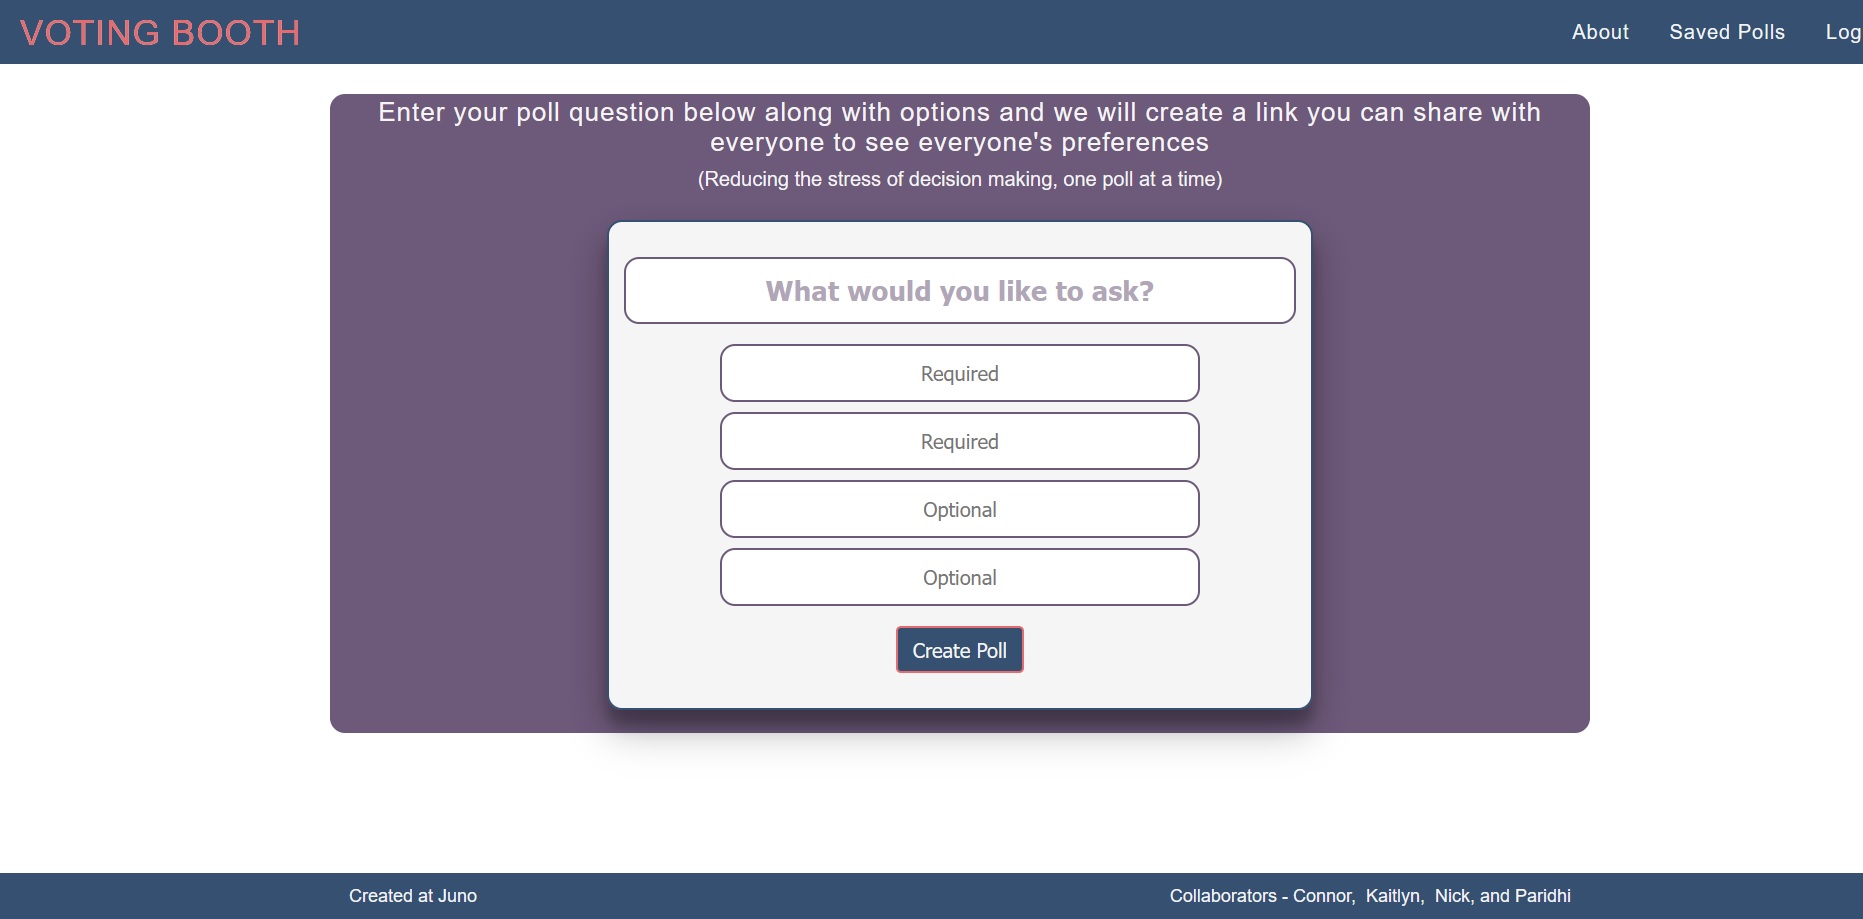 VOTING BOOTH
About Saved Polls Log
Enter your poll question below along with options and we will create a link you can share with
everyone to see everyone's preferences
(Reducing the stress of decision making, one poll at a time)
What would you like to ask?
Required
Required
Optional
Optional
Create Poll
Created at Juno
Collaborators - Connor, Kaitlyn, Nick, and Paridhi